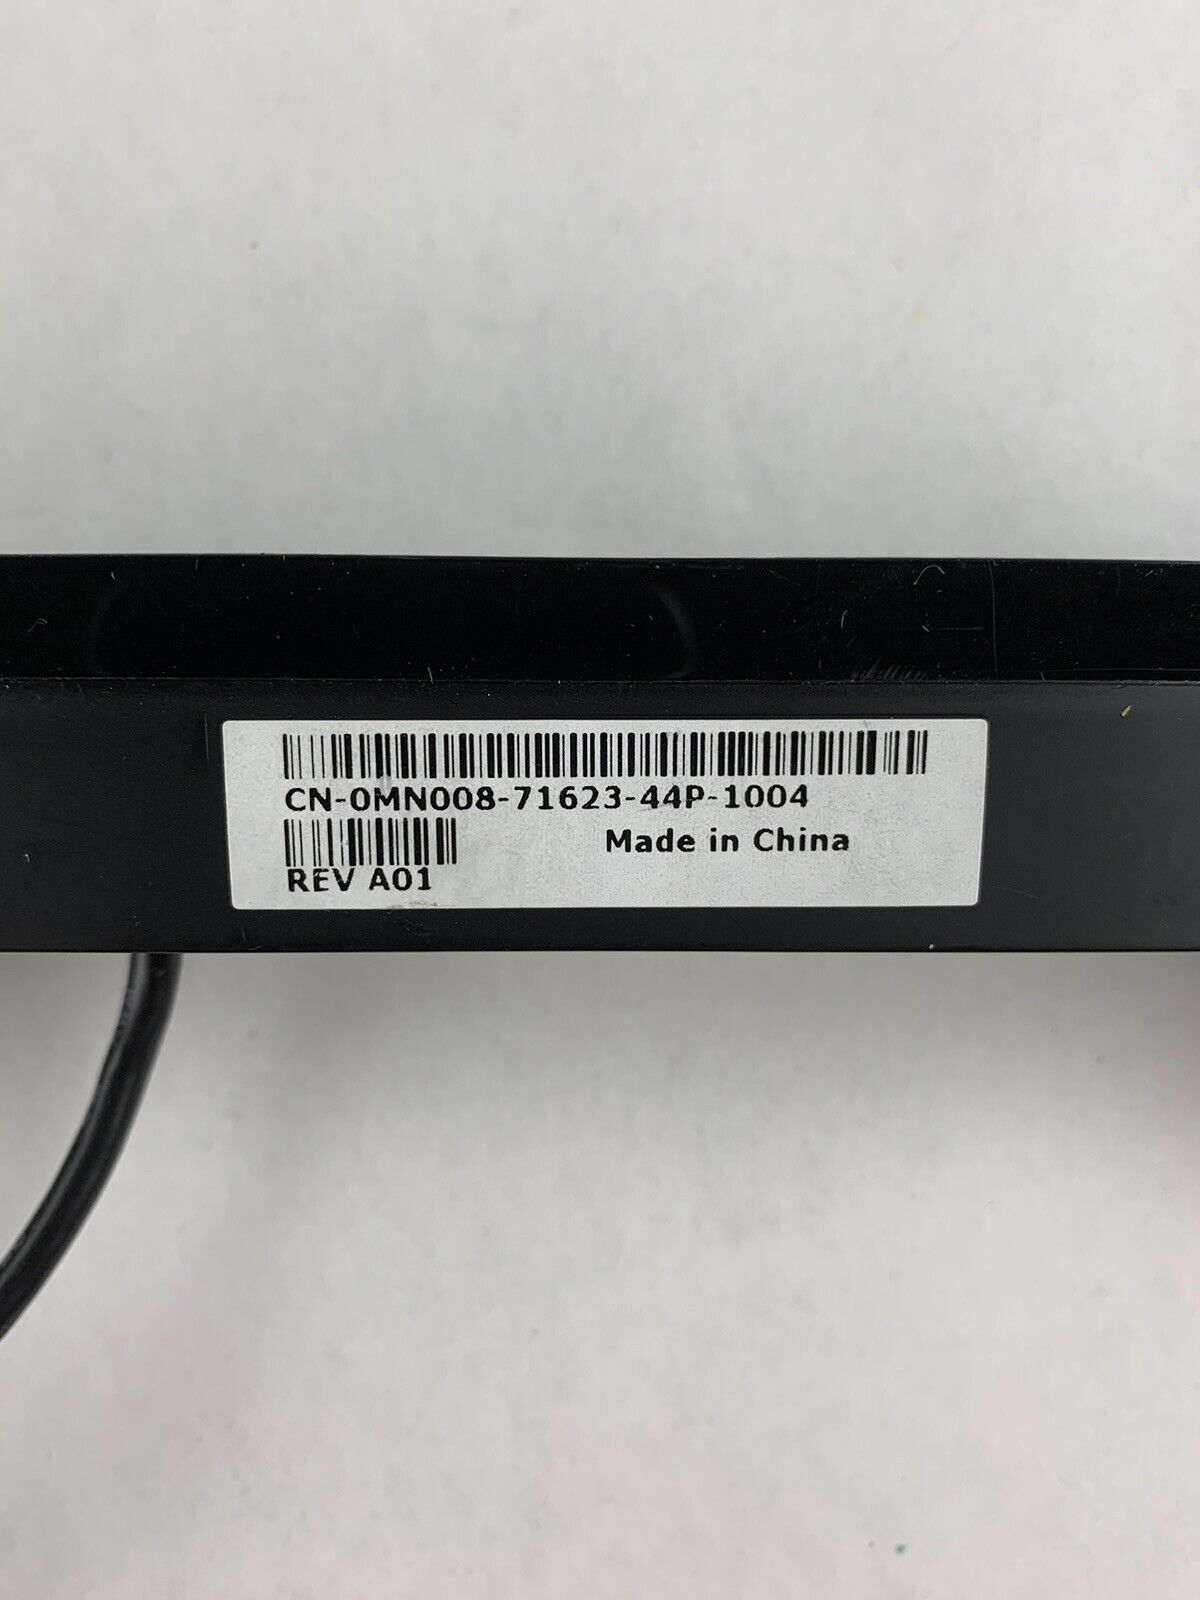 CN-0MN008-71623-44P-1004
Made in China
REV A01